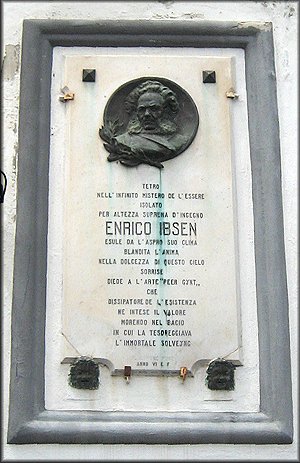 TETRO
NELL'INFINITO MISTERO DE L'ESSERE
ISOLATO
PER ALTEZZA SUPREMA D'INGEGNO
ENRICO IBSEN
ESULE DA L'ASPRO SUO CLIMA
BLANDITA L'ANIMA
NELLA DOLCEZZA DI QUESTO CIELO
SORRISE
DIEDE A L'ARTE "PEER GYNT"
CHE
DISSIPATORE DE L'ESISTENZA
NE INTESE IL VALORE
MORENDO NEL BACIO
IN CUI LA TESOREGGIAVA
L'IMMORTALE SOLVEYNG
ANNO VI E. F.